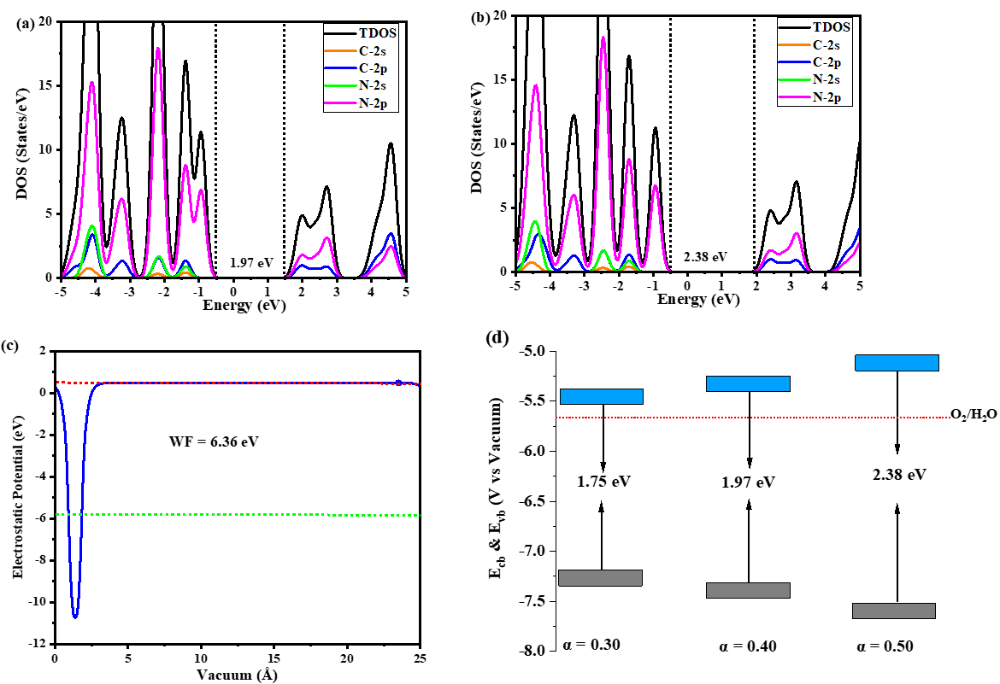 (a)
20
15
10
5
0
DOS (States/eV)
TDOS
C-2s
C-2p
N-2s
N-2p
1.97 eV
-5 -4 -3 -2 -1 0 1 2 3 4 5
Energy (eV)
(b)
20
15
10
5
0
DOS (States/eV)
TDOS
C-2s
C-2p
N-2s
N-2p
2.38 eV
-5 -4 -3 -2 -1 0 1 2 3 4 5
Energy (eV)
(c)
2
0
-2
-4
-6
-8
-10
-12
Electrostatic Potential (eV)
WF = 6.36 eV
0 5 10 15 20 25
Vacuum (Å)
(d)
-5.0
-5.5
-6.0
-6.5
-7.0
-7.5
-8.0
E_cb & E_vb (V vs Vacuum)
O₂/H₂O
1.75 eV
1.97 eV
2.38 eV
α = 0.30
α = 0.40
α = 0.50